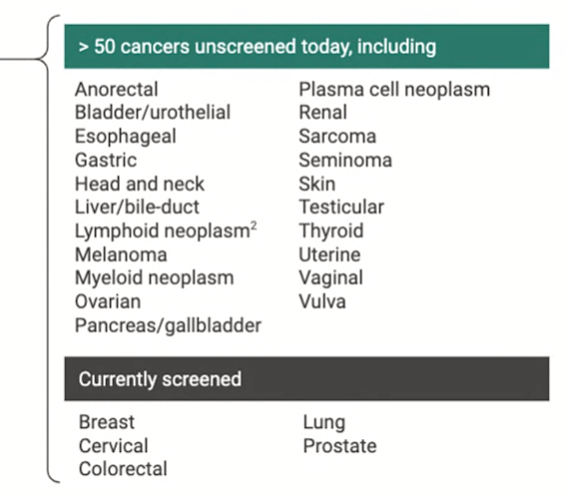 > 50 cancers unscreened today, including
Anorectal
Bladder/urothelial
Esophageal
Gastric
Head and neck
Liver/bile-duct
Lymphoid neoplasm²
Melanoma
Myeloid neoplasm
Ovarian
Pancreas/gallbladder
Plasma cell neoplasm
Renal
Sarcoma
Seminoma
Skin
Testicular
Thyroid
Uterine
Vaginal
Vulva
Currently screened
Breast
Cervical
Colorectal
Lung
Prostate